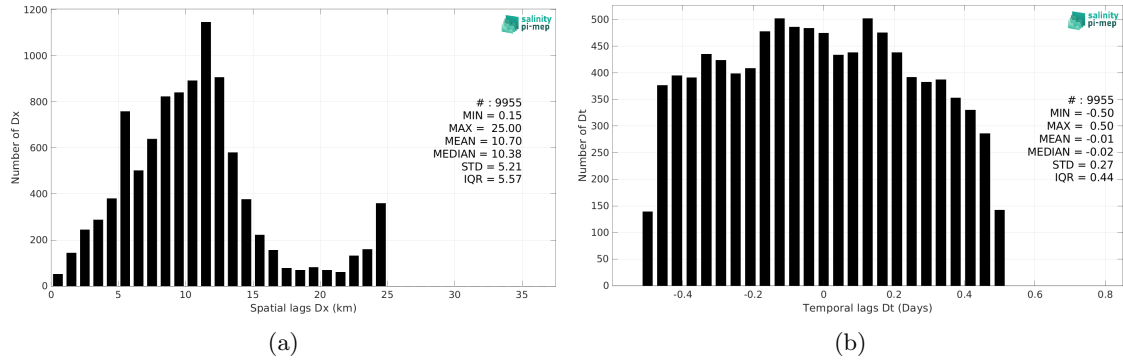 1200
1000
800
600
400
200
0
Number of Dx
0 5 10 15 20 25 30 35
Spatial lags Dx (km)
salinity
pi-mep
# : 9955
MIN = 0.15
MAX = 25.00
MEAN = 10.70
MEDIAN = 10.38
STD = 5.21
IQR = 5.57
(a)
500
450
400
350
300
250
200
150
100
50
0
Number of Dt
-0.4 -0.2 0 0.2 0.4 0.6 0.8
Temporal lags Dt (Days)
salinity
pi-mep
# : 9955
MIN = -0.50
MAX = 0.50
MEAN = -0.01
MEDIAN = -0.02
STD = 0.27
IQR = 0.44
(b)